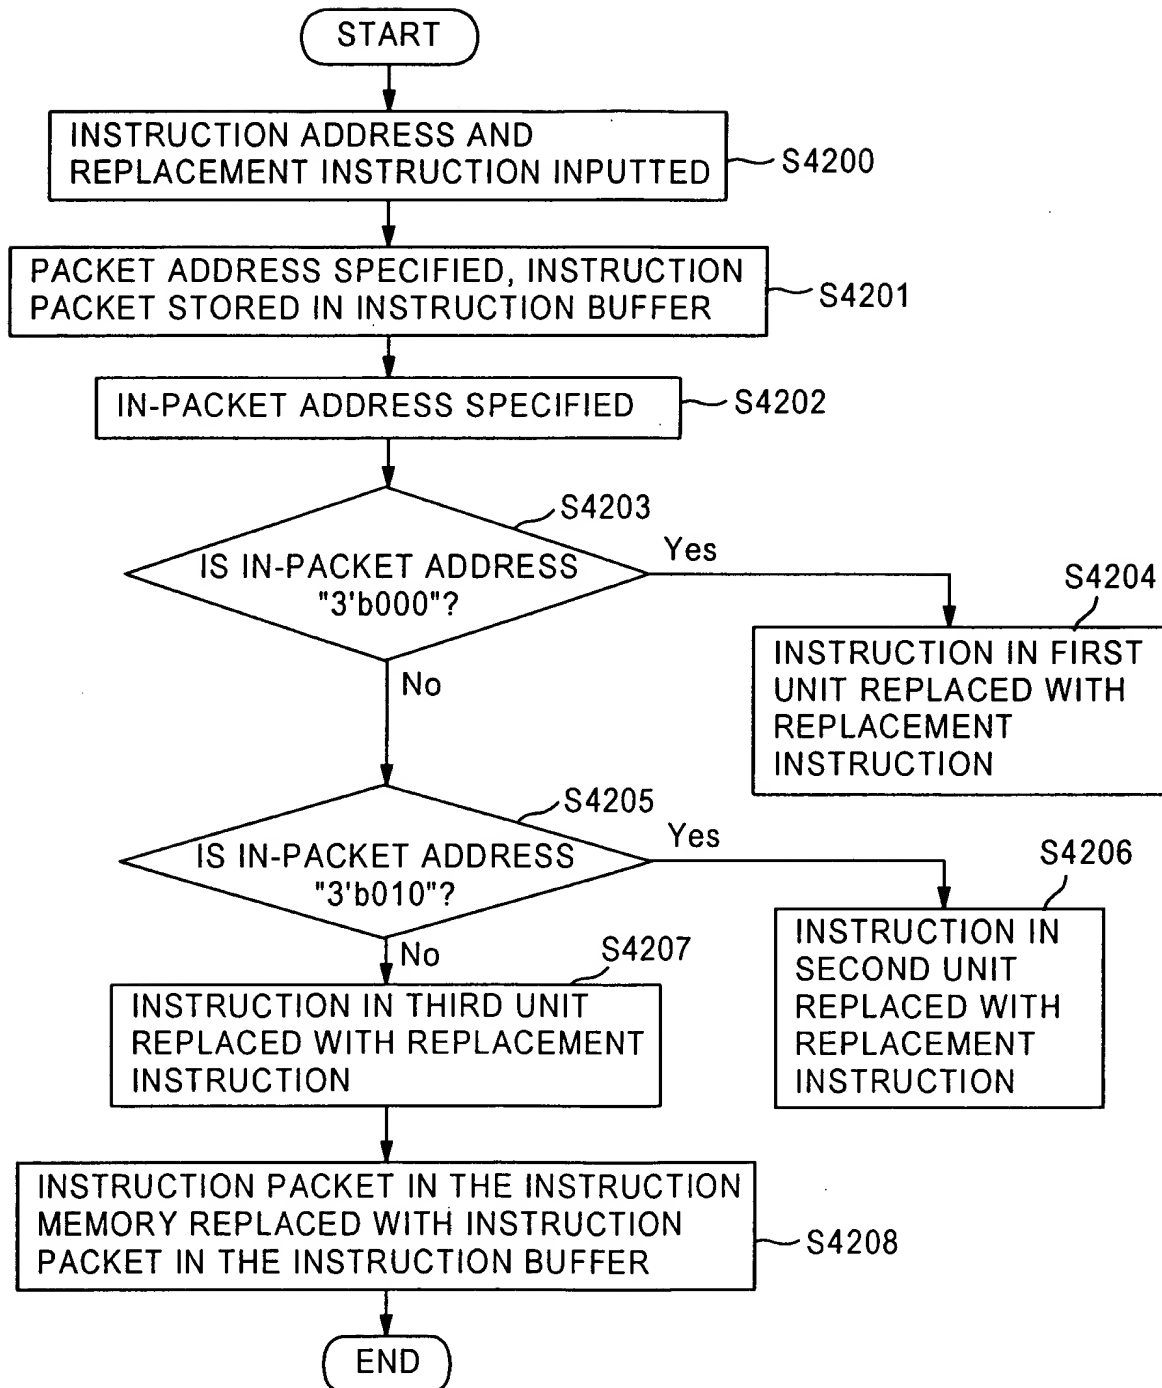 START
INSTRUCTION ADDRESS AND
REPLACEMENT INSTRUCTION INPUTTED
S4200
PACKET ADDRESS SPECIFIED, INSTRUCTION
PACKET STORED IN INSTRUCTION BUFFER
S4201
IN-PACKET ADDRESS SPECIFIED
S4202
S4203
IS IN-PACKET ADDRESS
"3'b000"?
Yes
No
S4204
INSTRUCTION IN FIRST
UNIT REPLACED WITH
REPLACEMENT
INSTRUCTION
S4205
IS IN-PACKET ADDRESS
"3'b010"?
Yes
No
S4206
INSTRUCTION IN
SECOND UNIT
REPLACED WITH
REPLACEMENT
INSTRUCTION
S4207
INSTRUCTION IN THIRD UNIT
REPLACED WITH REPLACEMENT
INSTRUCTION
INSTRUCTION PACKET IN THE INSTRUCTION
MEMORY REPLACED WITH INSTRUCTION
PACKET IN THE INSTRUCTION BUFFER
S4208
END